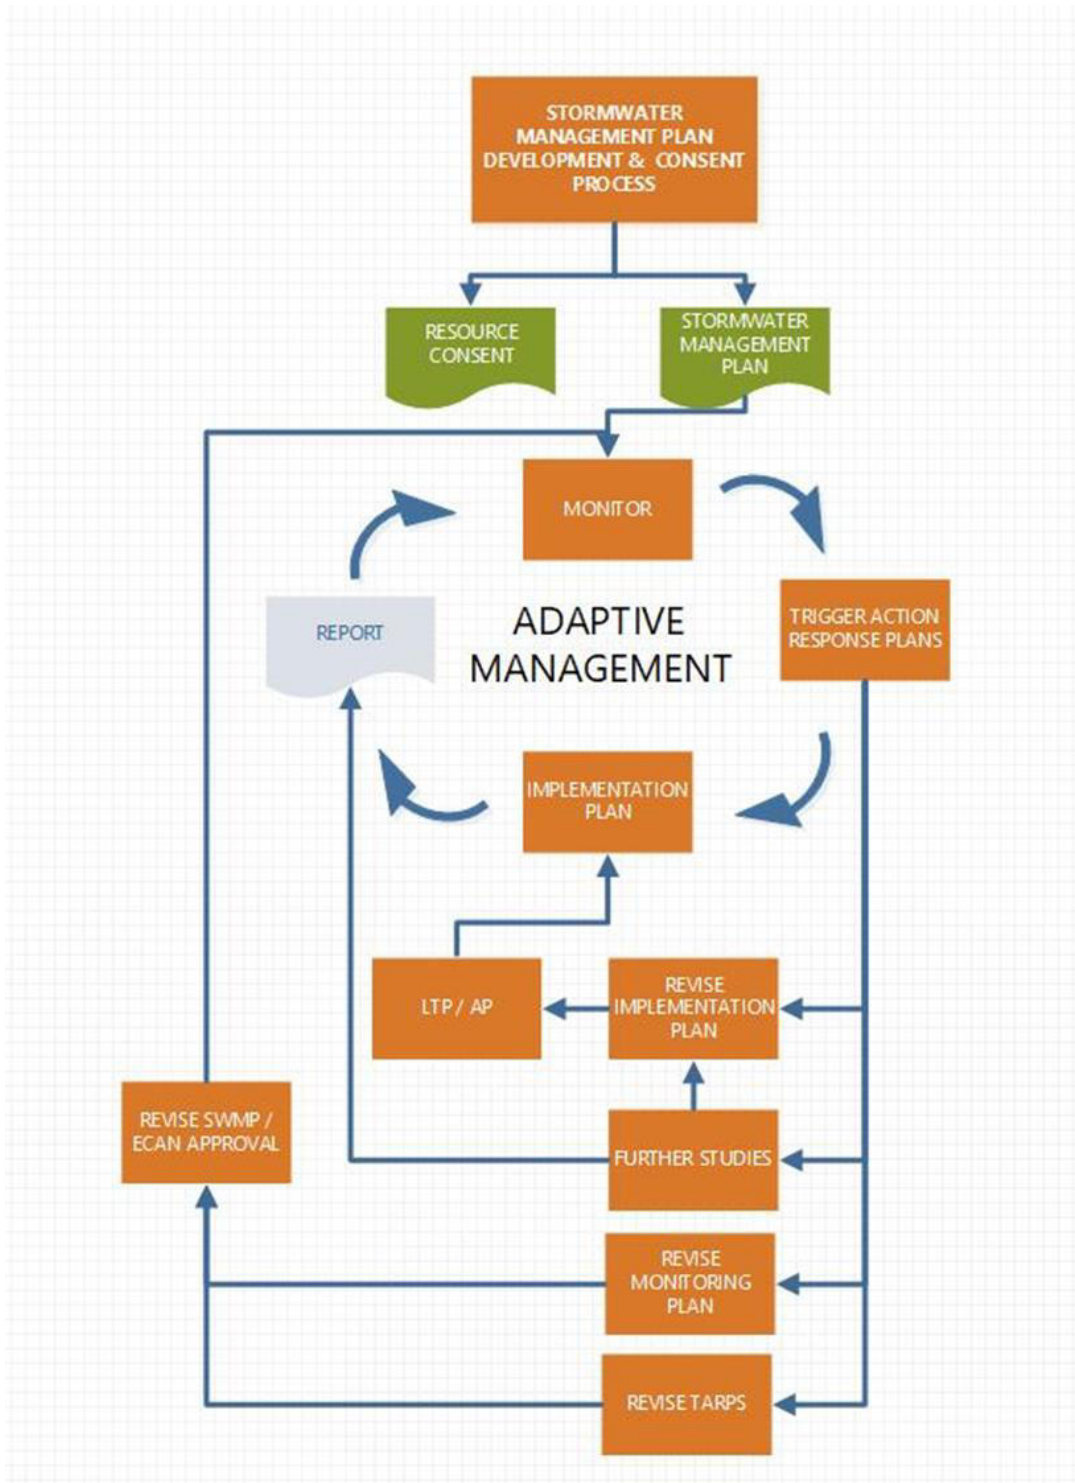 STORMWATER
MANAGEMENT PLAN
DEVELOPMENT & CONSENT
PROCESS
RESOURCE
CONSENT
STORMWATER
MANAGEMENT
PLAN
MONITOR
TRIGGER ACTION
RESPONSE PLANS
REPORT
ADAPTIVE
MANAGEMENT
IMPLEMENTATION
PLAN
LTP / AP
REVISE
IMPLEMENTATION
PLAN
REVISE SWMP /
ECAN APPROVAL
FURTHER STUDIES
REVISE
MONITORING
PLAN
REVISE TARPS